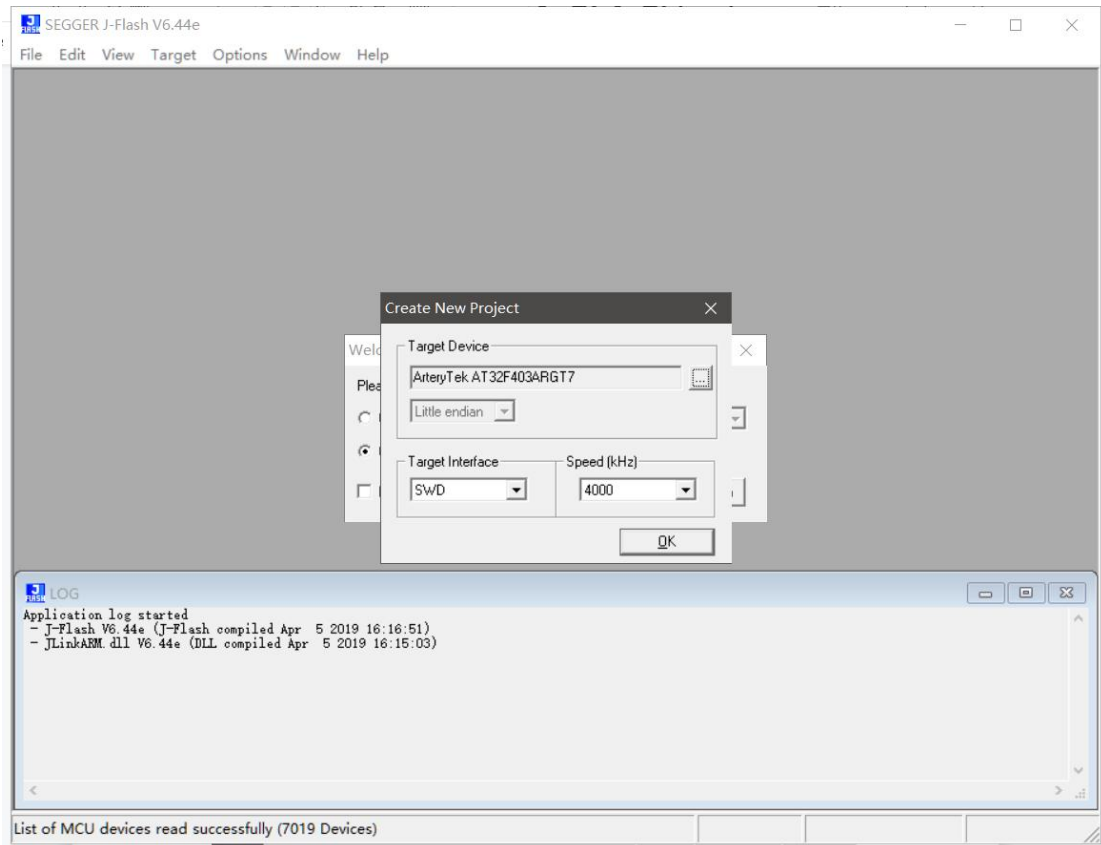 SEGGER J-Flash V6.44e
File Edit View Target Options Window Help
Create New Project
Target Device
ArteryTek AT32F403ARGT7
...
Little endian
Target Interface
Speed (kHz)
SWD
4000
OK
LOG
Application log started
- J-Flash V6.44e (J-Flash compiled Apr 5 2019 16:16:51)
- JLinkARM.dll V6.44e (DLL compiled Apr 5 2019 16:15:03)
List of MCU devices read successfully (7019 Devices)